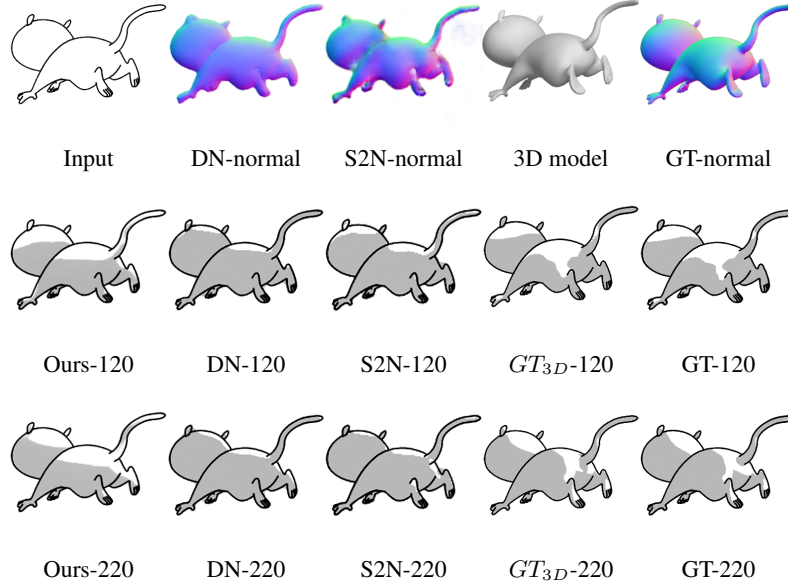 Input DN-normal S2N-normal 3D model GT-normal
Ours-120 DN-120 S2N-120 GT3D-120 GT-120
Ours-220 DN-220 S2N-220 GT3D-220 GT-220